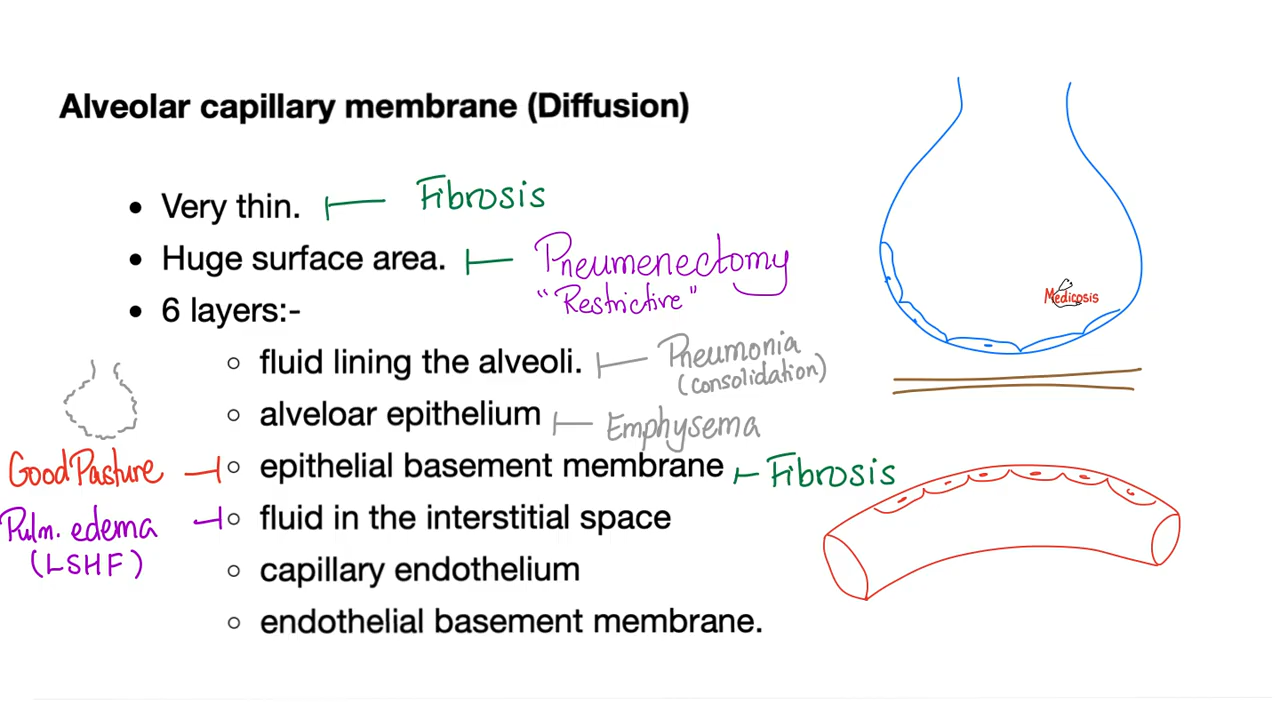 Alveolar capillary membrane (Diffusion)
• Very thin. Fibrosis
• Huge surface area. Pneumenectomy
"Restrictive"
Medicosis
• 6 layers:-
fluid lining the alveoli. Pneumonia
(consolidation)
alveloar epithelium Emphysema
GoodPasture epithelial basement membrane Fibrosis
Pulm. edema fluid in the interstitial space
(LSHF)
capillary endothelium
endothelial basement membrane.